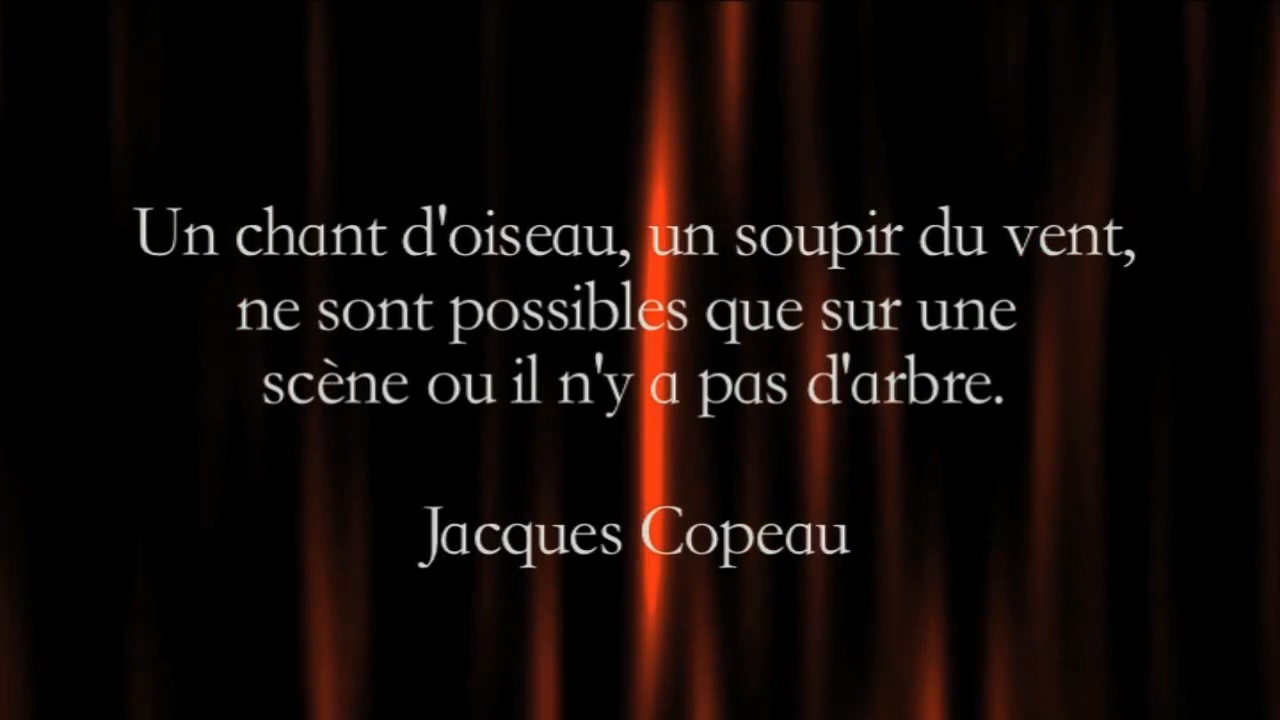 Un chant d'oiseau, un soupir du vent,
ne sont possibles que sur une
scène ou il n'y a pas d'arbre.
Jacques Copeau